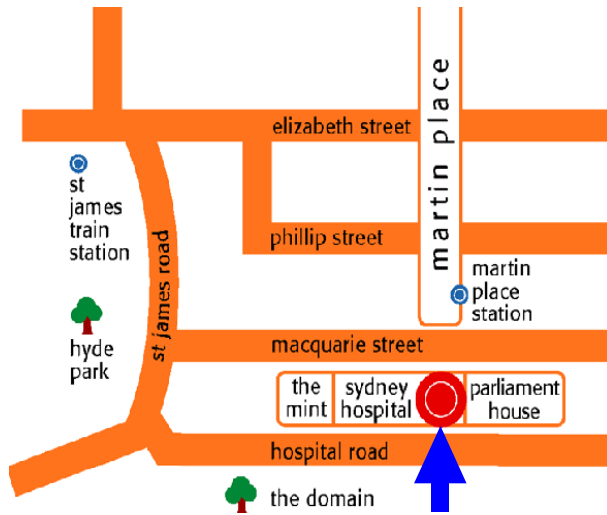 elizabeth street
martin place
st
james
train
station
st james road
phillip street
martin
place
station
hyde
park
macquarie street
the
mint
sydney
hospital
parliament
house
hospital road
the domain